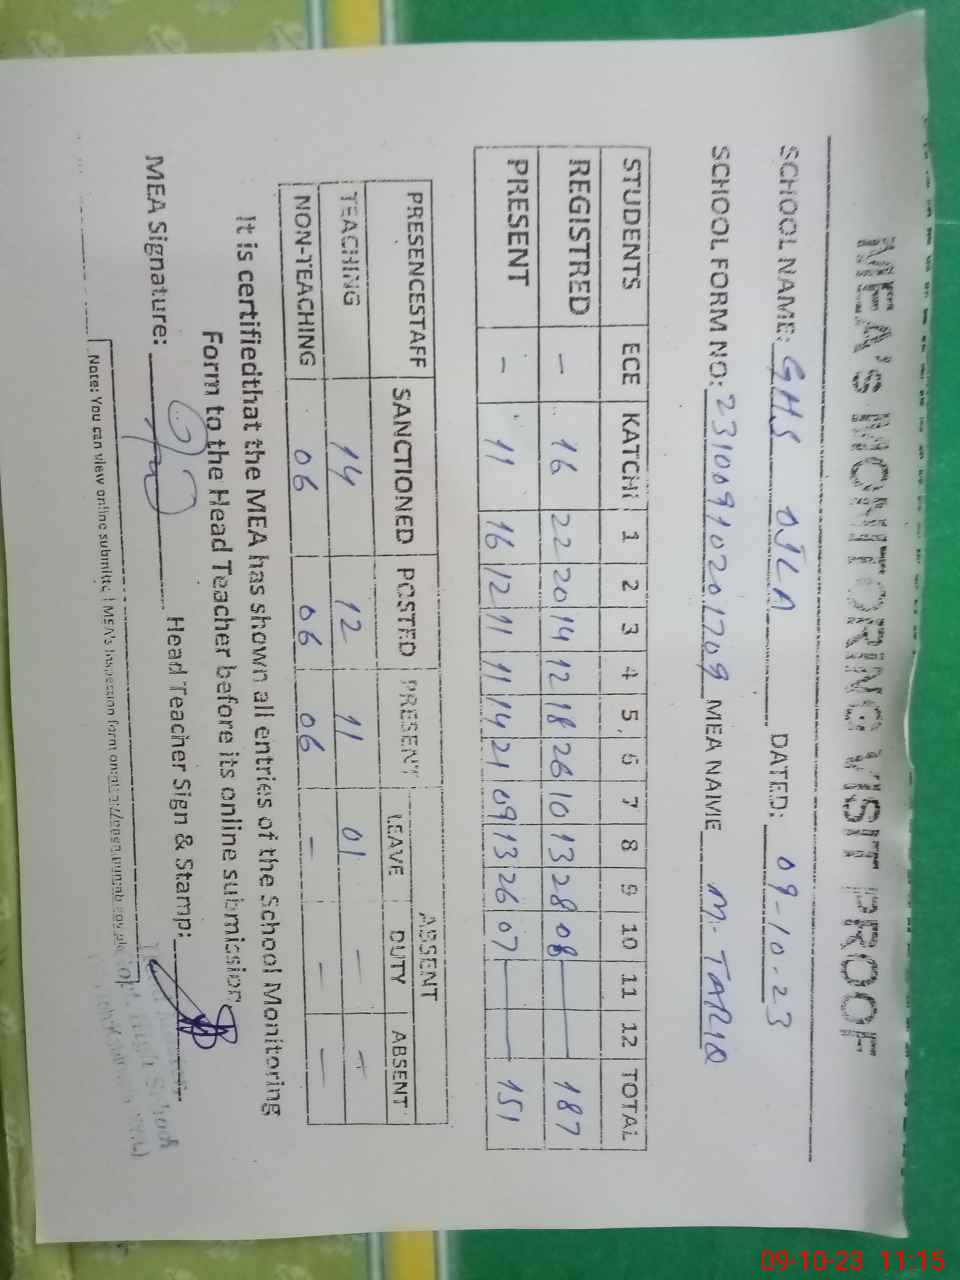 MEA'S MONITORING VISIT PROOF
SCHOOL NAME: GHS OJLA DATED: 09-10-23
SCHOOL FORM NO: 2310091020201709 MEA NAME M. TARIQ
STUDENTS ECE KATCHI 1 2 3 4 5 6 7 8 9 10 11 12 TOTAL
REGISTRED - 16 22 20 14 12 18 26 10 13 28 08 — 187
PRESENT - 11 16 12 11 11 14 21 09 13 26 07 — 151
PRESENCESTAFF SANCTIONED POSTED PRESENT ABSENT
LEAVE DUTY ABSENT
TEACHING 14 12 11 01 - -
NON-TEACHING 06 06 06 - - -
It is certifiedthat the MEA has shown all entries of the School Monitoring
Form to the Head Teacher before its online submission
MEA Signature: Head Teacher Sign & Stamp:
High School
Note: You can view online submitted MEA's Inspection form on
09-10-23 11:15